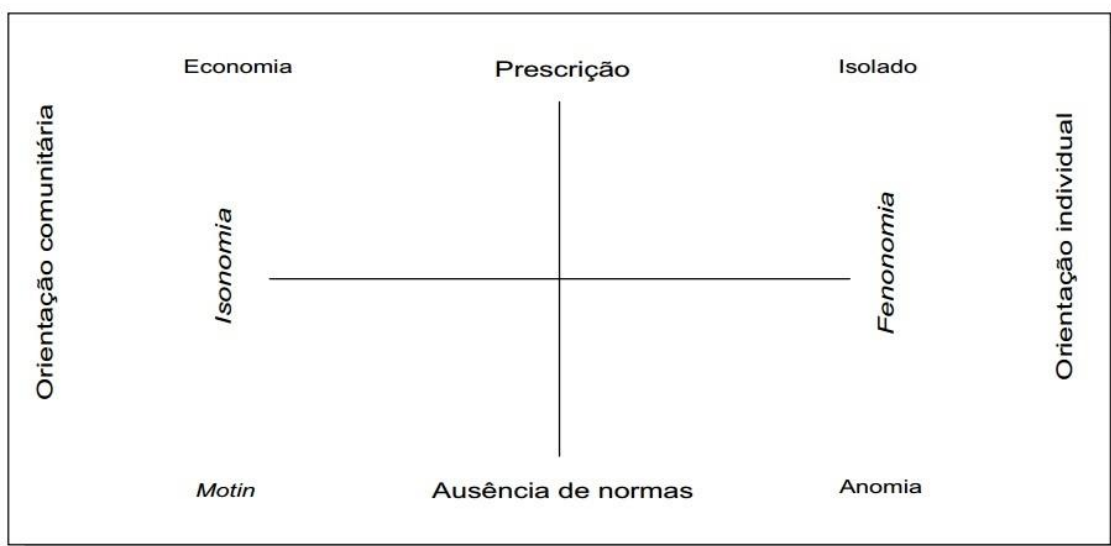 Economia
Prescrição
Isolado
Orientação comunitária
Isonomia
Fenonomia
Orientação individual
Motin
Ausência de normas
Anomia